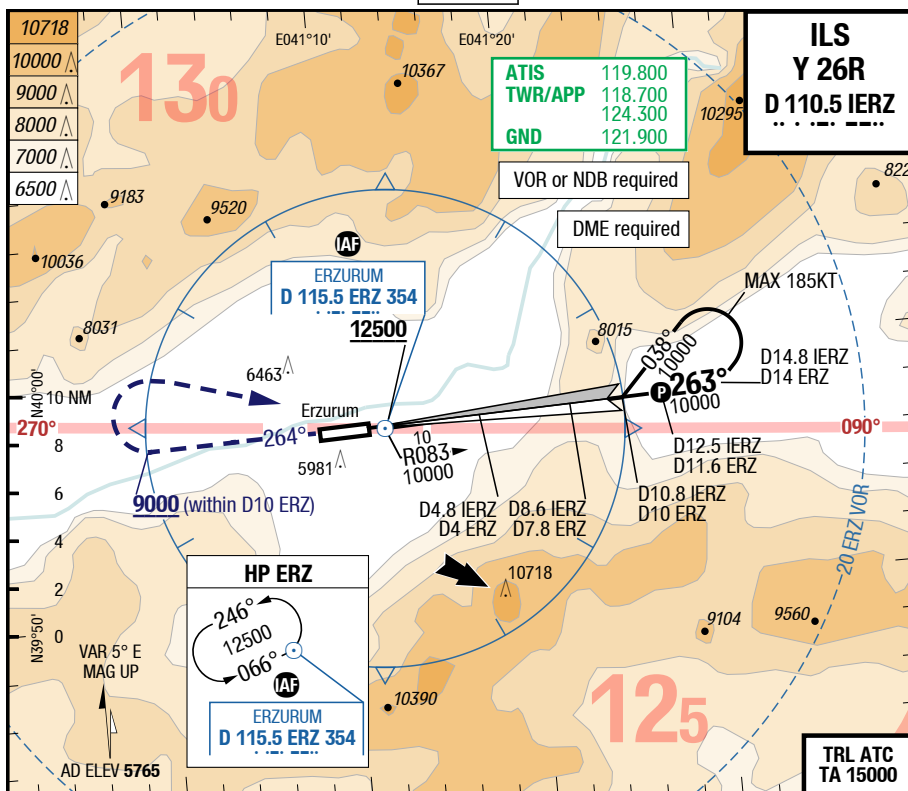 10718
10000
9000
8000
7000
6500
E041°10'
E041°20'
130
10367
ATIS 119.800
TWR/APP 118.700
124.300
GND 121.900
10295
ILS
Y 26R
D 110.5 IERZ
VOR or NDB required
DME required
9183
9520
10036
8031
IAF
ERZURUM
D 115.5 ERZ 354
12500
6463
Erzurum
5981
N40°00'
10 NM
8
6
4
2
0
N39°50'
270°
264°
9000 (within D10 ERZ)
10
R083
10000
8015
MAX 185KT
038°
10000
P
263°
10000
D14.8 IERZ
D14 ERZ
D12.5 IERZ
D11.6 ERZ
D10.8 IERZ
D10 ERZ
D8.6 IERZ
D7.8 ERZ
D4.8 IERZ
D4 ERZ
090°
20 ERZ VOR
HP ERZ
246°
12500
066°
IAF
ERZURUM
D 115.5 ERZ 354
10718
9104
9560
10390
125
VAR 5° E
MAG UP
AD ELEV 5765
TRL ATC
TA 15000